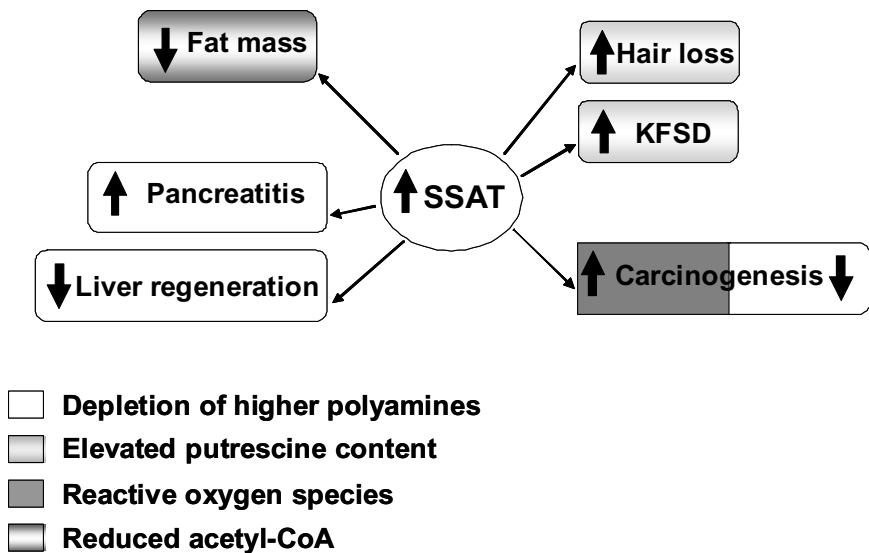 Fat mass
Hair loss
KFSD
Pancreatitis
SSAT
Liver regeneration
Carcinogenesis
Depletion of higher polyamines
Elevated putrescine content
Reactive oxygen species
Reduced acetyl-CoA